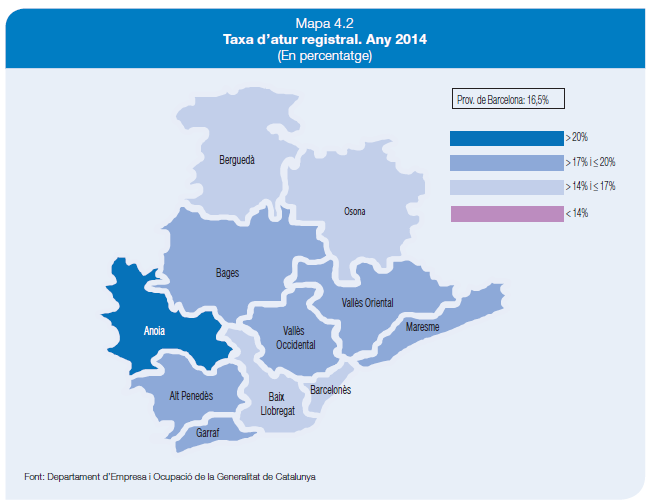 Mapa 4.2
Taxa d'atur registral. Any 2014
(En percentatge)
Prov. de Barcelona: 16,5%
> 20%
> 17% i ≤ 20%
> 14% i ≤ 17%
< 14%
Berguedà
Osona
Bages
Vallès Oriental
Anoia
Vallès
Occidental
Maresme
Alt Penedès
Baix
Llobregat
Barcelonès
Garraf
Font: Departament d'Empresa i Ocupació de la Generalitat de Catalunya